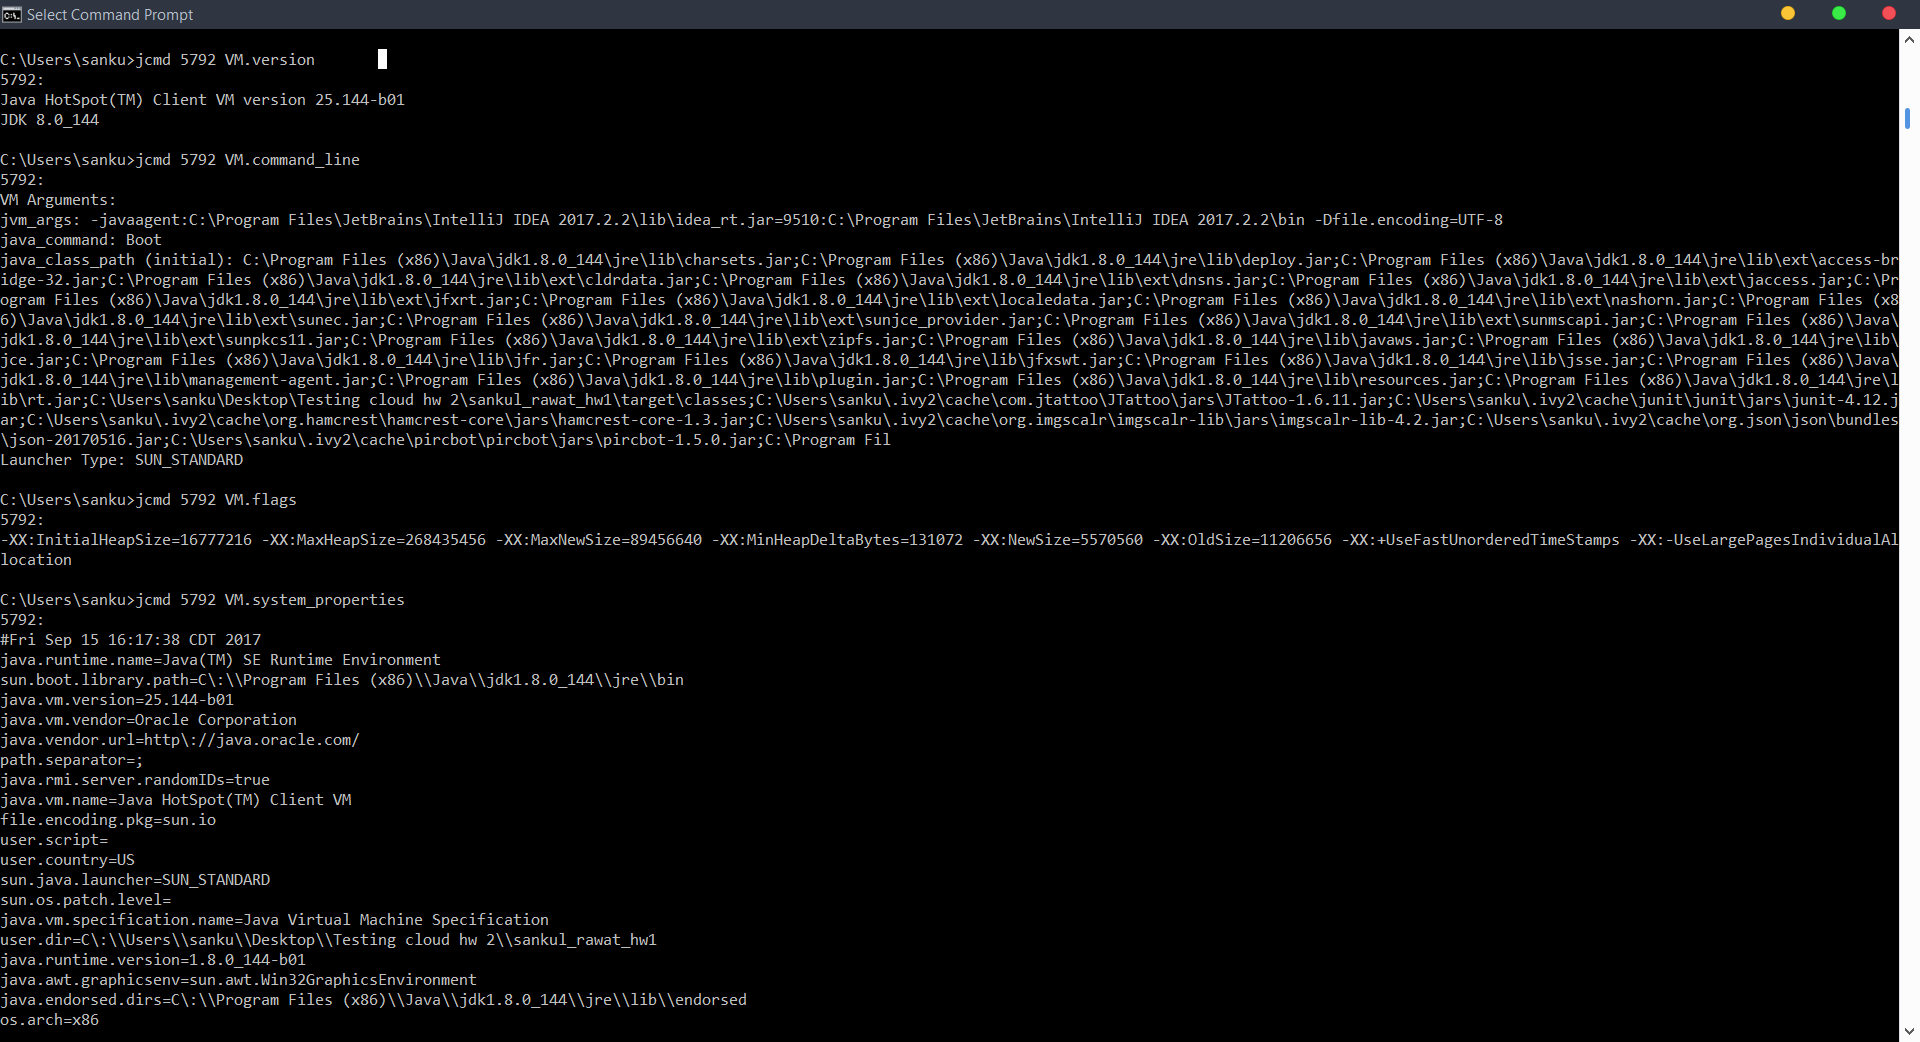 Select Command Prompt
C:\Users\sanku>jcmd 5792 VM.version
5792:
Java HotSpot(TM) Client VM version 25.144-b01
JDK 8.0_144
C:\Users\sanku>jcmd 5792 VM.command_line
5792:
VM Arguments:
jvm_args: -javaagent:C:\Program Files\JetBrains\IntelliJ IDEA 2017.2.2\lib\idea_rt.jar=9510:C:\Program Files\JetBrains\IntelliJ IDEA 2017.2.2\bin -Dfile.encoding=UTF-8
java_command: Boot
java_class_path (initial): C:\Program Files (x86)\Java\jdk1.8.0_144\jre\lib\charsets.jar;C:\Program Files (x86)\Java\jdk1.8.0_144\jre\lib\deploy.jar;C:\Program Files (x86)\Java\jdk1.8.0_144\jre\lib\ext\access-br
idge-32.jar;C:\Program Files (x86)\Java\jdk1.8.0_144\jre\lib\ext\cldrdata.jar;C:\Program Files (x86)\Java\jdk1.8.0_144\jre\lib\ext\dnsns.jar;C:\Program Files (x86)\Java\jdk1.8.0_144\jre\lib\ext\jaccess.jar;C:\Pr
ogram Files (x86)\Java\jdk1.8.0_144\jre\lib\ext\jfxrt.jar;C:\Program Files (x86)\Java\jdk1.8.0_144\jre\lib\ext\localedata.jar;C:\Program Files (x86)\Java\jdk1.8.0_144\jre\lib\ext\nashorn.jar;C:\Program Files (x8
6)\Java\jdk1.8.0_144\jre\lib\ext\sunec.jar;C:\Program Files (x86)\Java\jdk1.8.0_144\jre\lib\ext\sunjce_provider.jar;C:\Program Files (x86)\Java\jdk1.8.0_144\jre\lib\ext\sunmscapi.jar;C:\Program Files (x86)\Java\
jdk1.8.0_144\jre\lib\ext\sunpkcs11.jar;C:\Program Files (x86)\Java\jdk1.8.0_144\jre\lib\ext\zipfs.jar;C:\Program Files (x86)\Java\jdk1.8.0_144\jre\lib\javaws.jar;C:\Program Files (x86)\Java\jdk1.8.0_144\jre\lib\
jce.jar;C:\Program Files (x86)\Java\jdk1.8.0_144\jre\lib\jfr.jar;C:\Program Files (x86)\Java\jdk1.8.0_144\jre\lib\jfxswt.jar;C:\Program Files (x86)\Java\jdk1.8.0_144\jre\lib\jsse.jar;C:\Program Files (x86)\Java\
jdk1.8.0_144\jre\lib\management-agent.jar;C:\Program Files (x86)\Java\jdk1.8.0_144\jre\lib\plugin.jar;C:\Program Files (x86)\Java\jdk1.8.0_144\jre\lib\resources.jar;C:\Program Files (x86)\Java\jdk1.8.0_144\jre\l
ib\rt.jar;C:\Users\sanku\Desktop\Testing cloud hw 2\sankul_rawat_hw1\target\classes;C:\Users\sanku\.ivy2\cache\com.jtattoo\JTattoo\jars\JTattoo-1.6.11.jar;C:\Users\sanku\.ivy2\cache\junit\junit\jars\junit-4.12.j
ar;C:\Users\sanku\.ivy2\cache\org.hamcrest\hamcrest-core\jars\hamcrest-core-1.3.jar;C:\Users\sanku\.ivy2\cache\org.imgscalr\imgscalr-lib\jars\imgscalr-lib-4.2.jar;C:\Users\sanku\.ivy2\cache\org.json\json\bundles
\json-20170516.jar;C:\Users\sanku\.ivy2\cache\pircbot\pircbot\jars\pircbot-1.5.0.jar;C:\Program Fil
Launcher Type: SUN_STANDARD
C:\Users\sanku>jcmd 5792 VM.flags
5792:
-XX:InitialHeapSize=16777216 -XX:MaxHeapSize=268435456 -XX:MaxNewSize=89456640 -XX:MinHeapDeltaBytes=131072 -XX:NewSize=5570560 -XX:OldSize=11206656 -XX:+UseFastUnorderedTimeStamps -XX:-UseLargePagesIndividualAl
location
C:\Users\sanku>jcmd 5792 VM.system_properties
5792:
#Fri Sep 15 16:17:38 CDT 2017
java.runtime.name=Java(TM) SE Runtime Environment
sun.boot.library.path=C\:\\Program Files (x86)\\Java\\jdk1.8.0_144\\jre\\bin
java.vm.version=25.144-b01
java.vm.vendor=Oracle Corporation
java.vendor.url=http\://java.oracle.com/
path.separator=;
java.rmi.server.randomIDs=true
java.vm.name=Java HotSpot(TM) Client VM
file.encoding.pkg=sun.io
user.script=
user.country=US
sun.java.launcher=SUN_STANDARD
sun.os.patch.level=
java.vm.specification.name=Java Virtual Machine Specification
user.dir=C\:\\Users\\sanku\\Desktop\\Testing cloud hw 2\\sankul_rawat_hw1
java.runtime.version=1.8.0_144-b01
java.awt.graphicsenv=sun.awt.Win32GraphicsEnvironment
java.endorsed.dirs=C\:\\Program Files (x86)\\Java\\jdk1.8.0_144\\jre\\lib\\endorsed
os.arch=x86